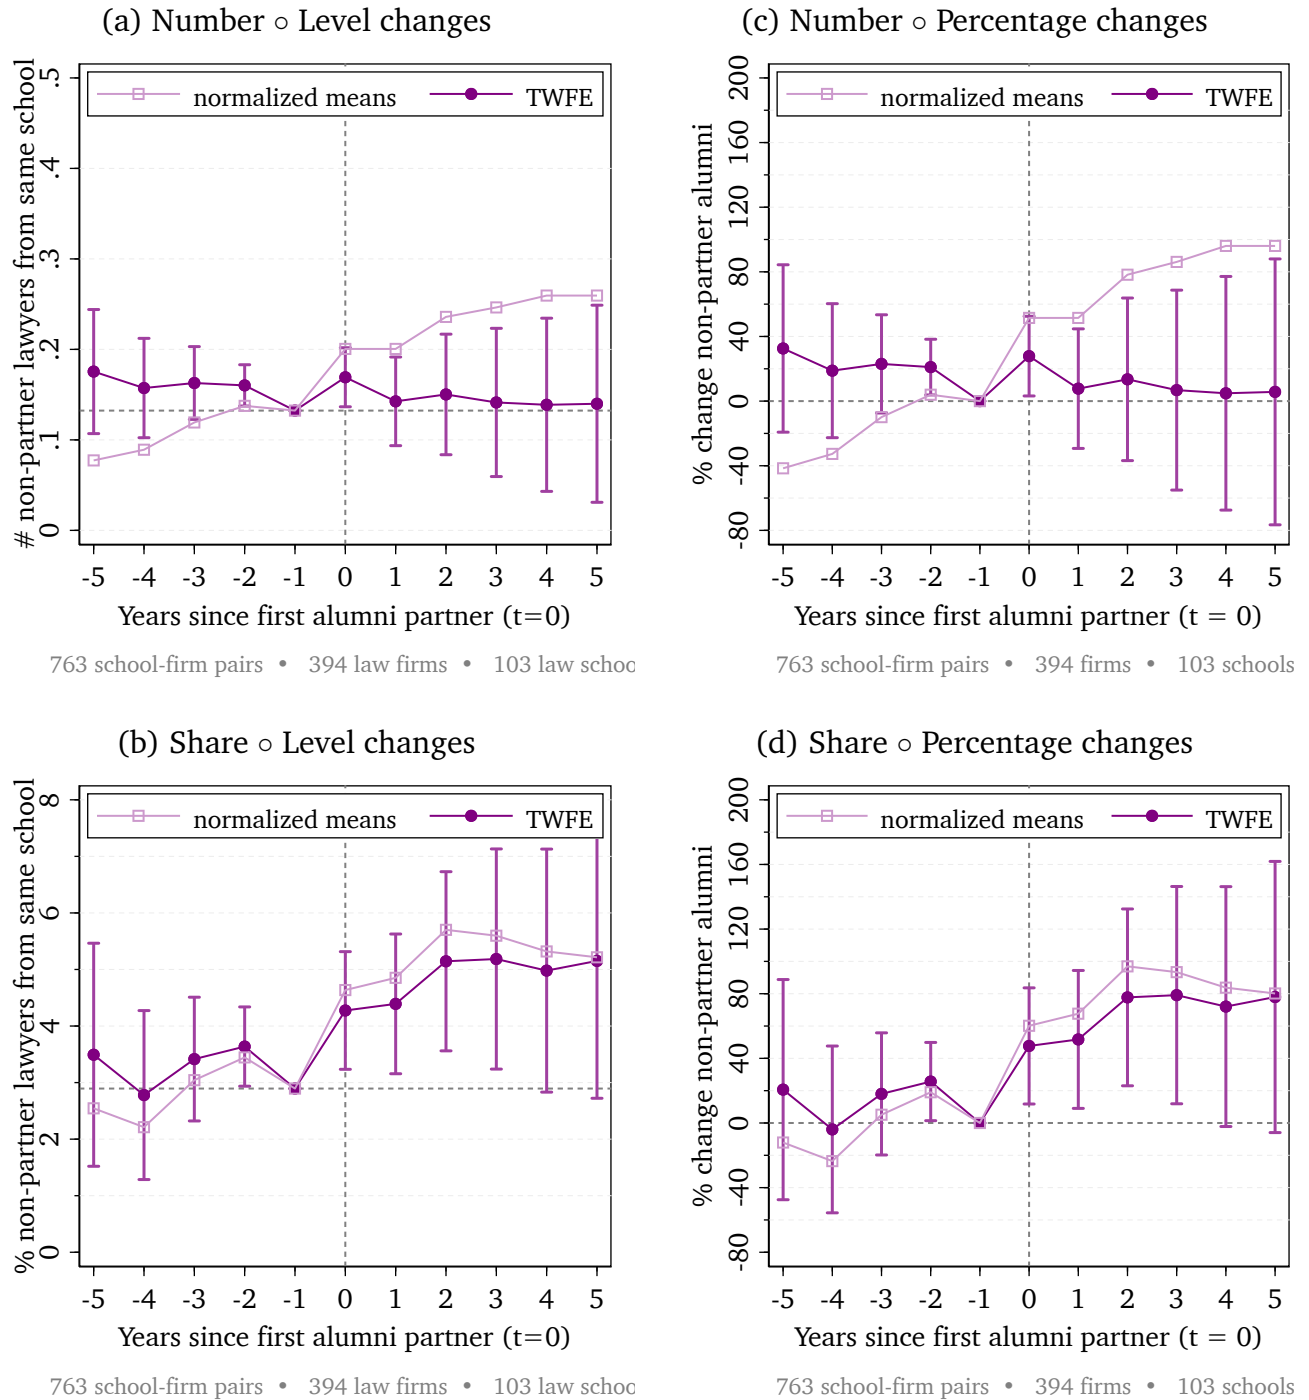 (a) Number ○ Level changes
# non-partner lawyers from same school
.5
.4
.3
.2
.1
0
normalized means
TWFE
-5 -4 -3 -2 -1 0 1 2 3 4 5
Years since first alumni partner (t=0)
763 school-firm pairs • 394 law firms • 103 law schoo
(c) Number ○ Percentage changes
% change non-partner alumni
200
160
120
80
40
0
-40
-80
normalized means
TWFE
-5 -4 -3 -2 -1 0 1 2 3 4 5
Years since first alumni partner (t = 0)
763 school-firm pairs • 394 firms • 103 schools
(b) Share ○ Level changes
% non-partner lawyers from same school
8
6
4
2
0
normalized means
TWFE
-5 -4 -3 -2 -1 0 1 2 3 4 5
Years since first alumni partner (t=0)
763 school-firm pairs • 394 law firms • 103 law schoo
(d) Share ○ Percentage changes
% change non-partner alumni
200
160
120
80
40
0
-40
-80
normalized means
TWFE
-5 -4 -3 -2 -1 0 1 2 3 4 5
Years since first alumni partner (t = 0)
763 school-firm pairs • 394 firms • 103 schools